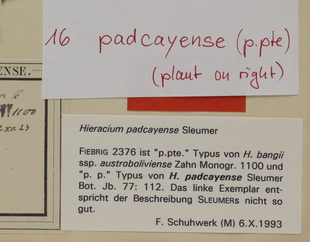 16 padcayense (p.pte)
(plant on right)
ENSE.
1100
Hieracium padcayense Sleumer
FIEBRIG 2376 ist "p.pte." Typus von H. bangii
ssp. austroboliviense Zahn Monogr. 1100 und
"p. p." Typus von H. padcayense Sleumer
Bot. Jb. 77: 112. Das linke Exemplar ent-
spricht der Beschreibung SLEUMERs nicht so
gut.
F. Schuhwerk (M) 6.X.1993